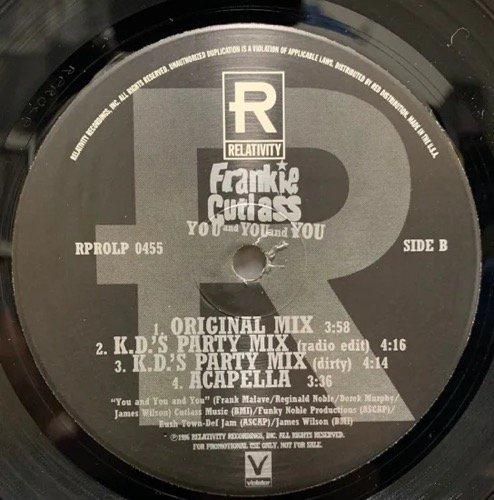 RELATIVITY RECORDINGS, INC. ALL RIGHTS RESERVED. UNAUTHORIZED DUPLICATION IS A VIOLATION OF APPLICABLE LAWS. DISTRIBUTED BY RED DISTRIBUTION. MADE IN THE U.S.A.
R
RELATIVITY
Frankie
Cutlass
YOU and YOU and YOU
RPROLP 0455 SIDE B
1. ORIGINAL MIX 3:58
2. K.D.'S PARTY MIX (radio edit) 4:16
3. K.D.'S PARTY MIX (dirty) 4:14
4. ACAPELLA 3:36
"You and You and You" (Frank Malave/Reginald Noble/Derek Murphy/
James Wilson) Cutlass Music (BMI)/Funky Noble Productions (ASCAP)/
Bush Town-Def Jam (ASCAP)/James Wilson (BMI)
℗1996 RELATIVITY RECORDINGS, INC. ALL RIGHTS RESERVED.
FOR PROMOTIONAL USE ONLY. NOT FOR SALE.
V
violator